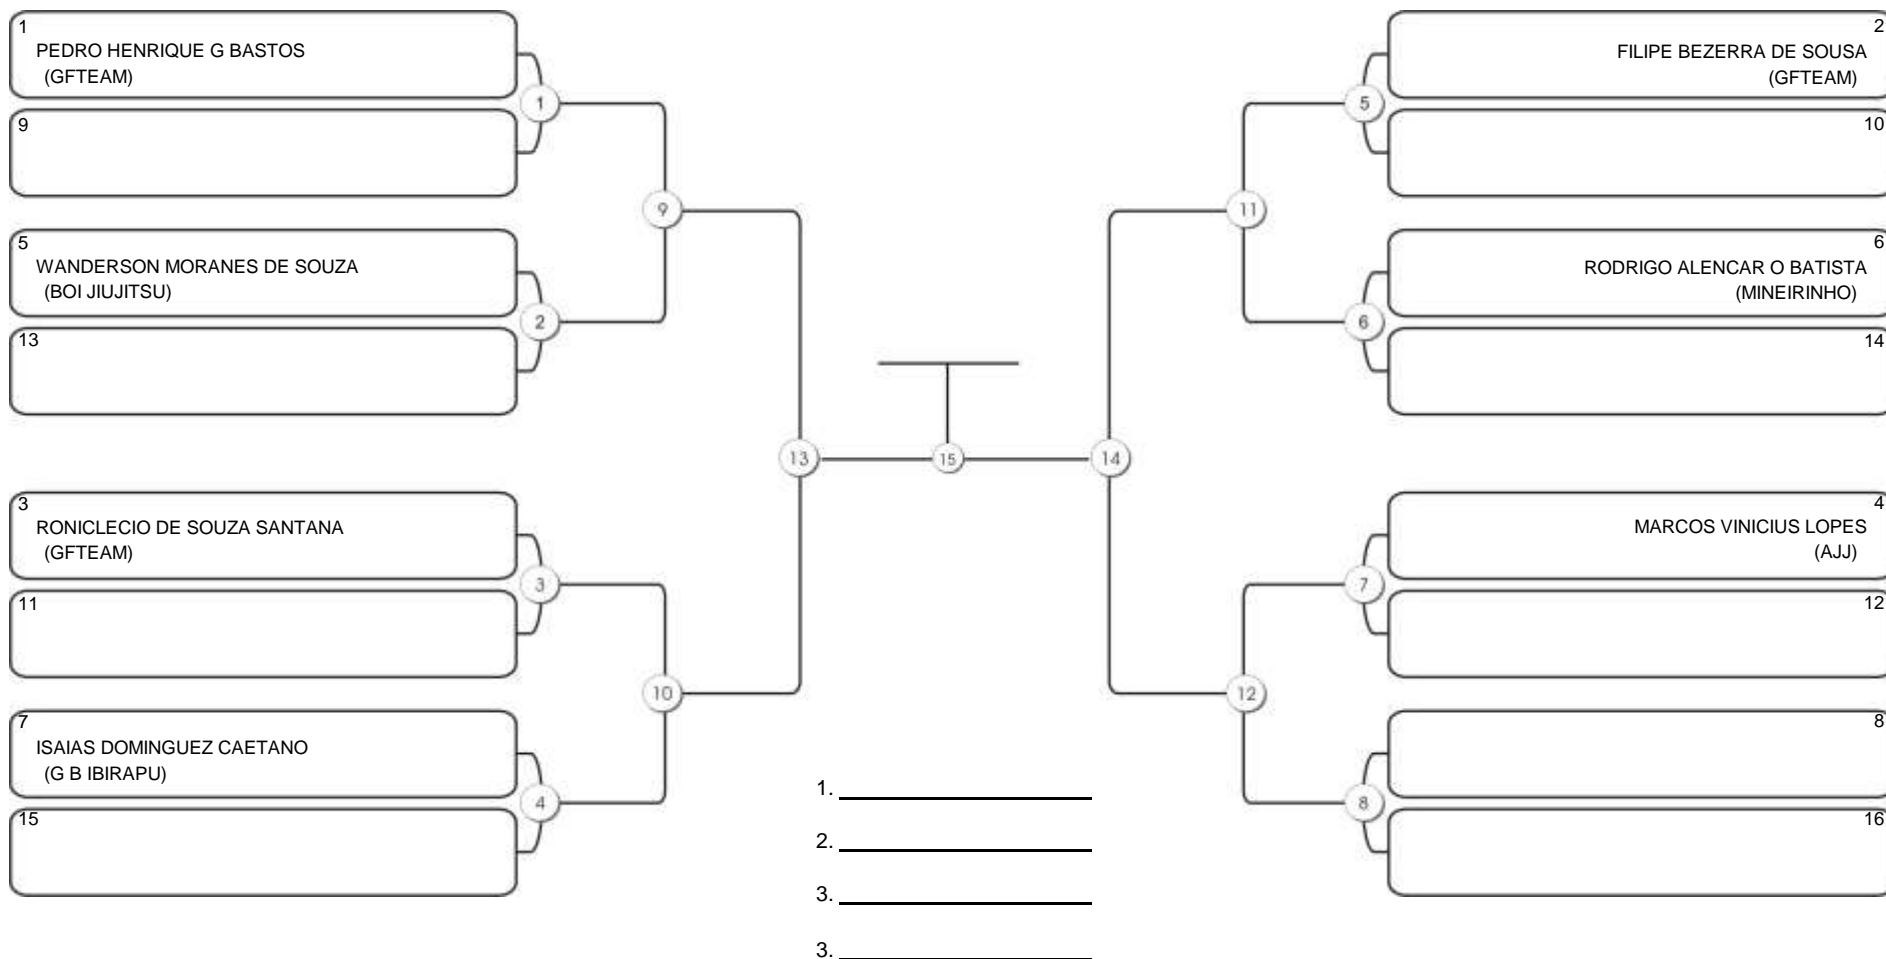 1
PEDRO HENRIQUE G BASTOS
(GFTEAM)
9
1
5
WANDERSON MORANES DE SOUZA
(BOI JIUJITSU)
13
2
9
3
RONICLECIO DE SOUZA SANTANA
(GFTEAM)
11
3
7
ISAIAS DOMINGUEZ CAETANO
(G B IBIRAPU)
15
4
10
13
15
14
2
FILIPE BEZERRA DE SOUSA
(GFTEAM)
10
5
6
RODRIGO ALENCAR O BATISTA
(MINEIRINHO)
14
6
11
4
MARCOS VINICIUS LOPES
(AJJ)
12
7
8
16
8
12
1.
2.
3.
3.